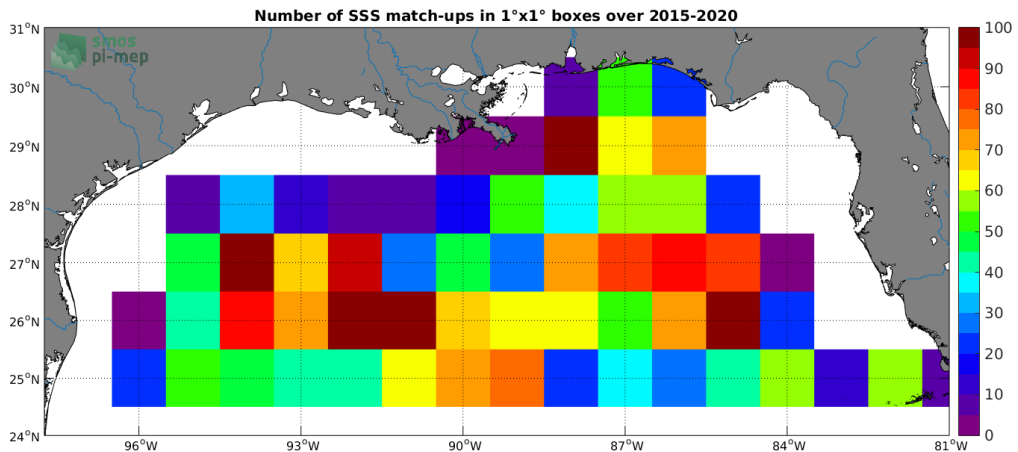 Number of SSS match-ups in 1°x1° boxes over 2015-2020
smos
pi-mep
31°N
30°N
29°N
28°N
27°N
26°N
25°N
24°N
96°W
93°W
90°W
87°W
84°W
81°W
100
90
80
70
60
50
40
30
20
10
0